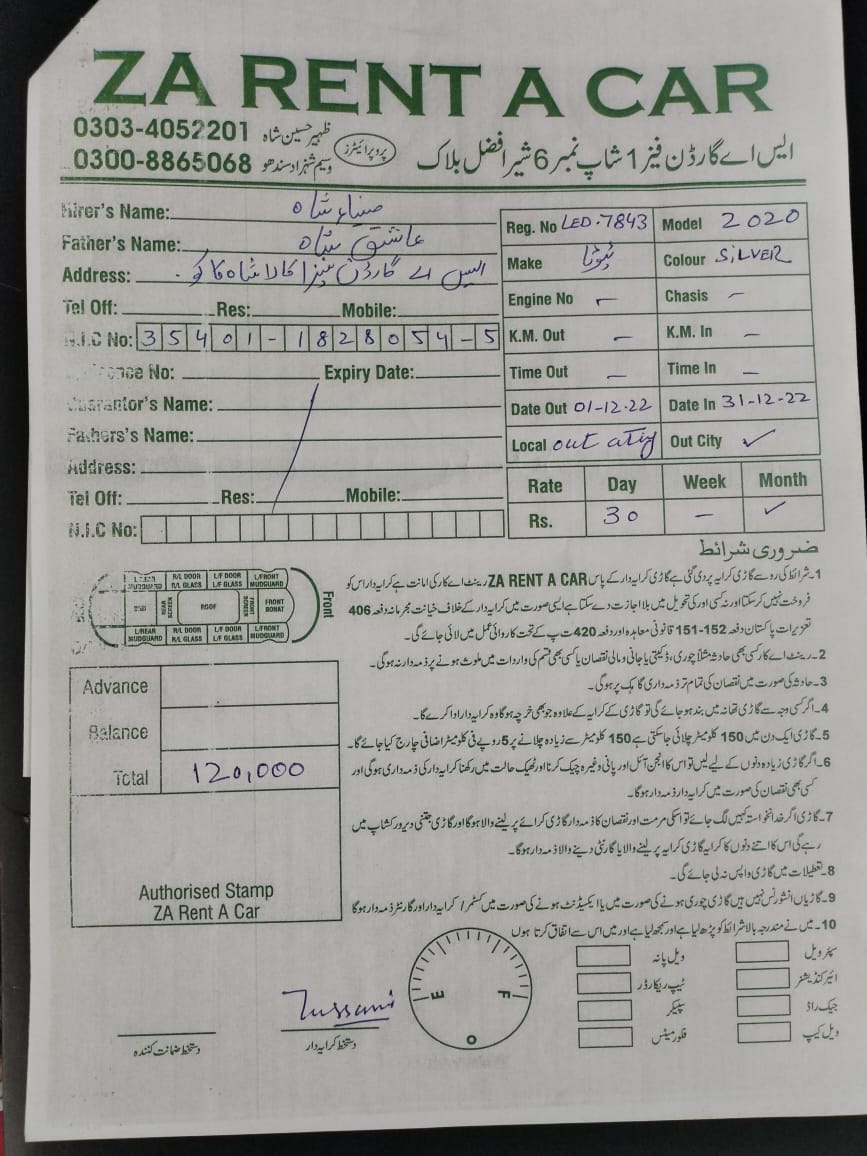 ZA RENT A CAR
0303-4052201 ظہیر حسین شاہ
0300-8865068 وسیم شہزاد سندھو
پروپرائیٹرز
ایس اے گارڈن فیز 1 شاپ نمبر 6 شیر افضل بلاک
Hirer's Name: ضیاء شاہ
Father's Name: عاشق شاہ
Address: ایس اے گارڈن کالا شاہ کاکو
Tel Off: Res: Mobile:
N.I.C No: 35401-1828054-5
No: Expiry Date:
Guarantor's Name:
Fathers's Name:
Address:
Tel Off: Res: Mobile:
N.I.C No:
Reg. No LED-7843 Model 2020
Make ٹیوٹا Colour SILVER
Engine No - Chasis -
K.M. Out - K.M. In -
Time Out - Time In -
Date Out 01-12-22 Date In 31-12-22
Local out Out City ✓
Rate Day Week Month
Rs. 30 - ✓
ضروری شرائط
1۔ شرائط کی رو سے گاڑی کرایہ پر دی گئی ہے گاڑی کرایہ دار کے پاس ZA RENT A CAR رینٹ اے کار کی امانت ہے کرایہ دار اس کو
فروخت نہیں کر سکتا اور نہ کسی اور کی تحویل میں بلا اجازت دے سکتا ہے ایسی صورت میں کرایہ دار کے خلاف خیانت مجرمانہ دفعہ 406
تعزیرات پاکستان دفعہ 152-151 قانونی معاہدہ اور دفعہ 420 ت پ کے تحت کاروائی عمل میں لائی جائے گی۔
2۔ رینٹ اے کار کسی بھی حادثہ مثلاً چوری، ڈکیتی یا جانی و مالی نقصان یا کسی بھی قسم کی واردات میں ملوث ہونے پر ذمہ دار نہ ہوگی۔
3۔ حادثہ کی صورت میں نقصان کی تمام تر ذمہ داری گاہک پر ہوگی۔
4۔ اگر کسی وجہ سے گاڑی تھانہ میں بند ہو جائے گی تو گاڑی کے کرایہ کے علاوہ جو بھی خرچہ ہوگا وہ کرایہ دار ادا کرے گا۔
5۔ گاڑی ایک دن میں 150 کلومیٹر چلائی جا سکتی ہے 150 کلومیٹر سے زیادہ چلانے پر 5 روپے فی کلومیٹر اضافی چارج کیا جائے گا۔
6۔ اگر گاڑی زیادہ دنوں کے لیے لیں تو اس کا انجن آئل اور پانی وغیرہ چیک کرنا اور ٹھیک حالت میں رکھنا کرایہ دار کی ذمہ داری ہوگی اور
کسی بھی نقصان کی صورت میں کرایہ دار ذمہ دار ہوگا۔
7۔ گاڑی اگر خدانخواستہ کہیں لگ جائے تو اسکی مرمت اور نقصان کا ذمہ دار گاڑی کرائے پر لینے والا ہوگا اور گاڑی جتنی دیر ورکشاپ میں
رہے گی اس کا اتنے دنوں کا کرایہ گاڑی کرایہ پر لینے والا یا گارنٹی دینے والا ذمہ دار ہوگا۔
8۔ تعطیلات میں گاڑی واپس نہ لی جائے گی۔
9۔ گاڑیاں انشورنس نہیں ہیں گاڑی چوری ہونے کی صورت میں یا ایکسیڈنٹ ہونے کی صورت میں کسٹمر / کرایہ دار اور گارنٹر ذمہ دار ہوگا
10۔ میں نے مندرجہ بالا شرائط کو پڑھ لیا ہے اور سمجھ لیا ہے اور میں اس سے اتفاق کرتا ہوں
L/REAR MUDGUARD R/L DOOR R/L GLASS L/F DOOR L/F GLASS L/FRONT MUDGUARD
REAR SCREEN ROOF FRONT SCREEN FRONT BONAT
L/REAR MUDGUARD R/L DOOR R/L GLASS L/F DOOR L/F GLASS L/FRONT MUDGUARD
Front
Advance
Balance
Total 120,000
Authorised Stamp
ZA Rent A Car
E F
O
سپئر ویل ویل پانہ
ائیر کنڈیشنر ٹیپ ریکارڈر
جیک راڈ سپیکر
ویل کیپ فلور میٹس
دستخط کرایہ دار
دستخط ضمانت کنندہ